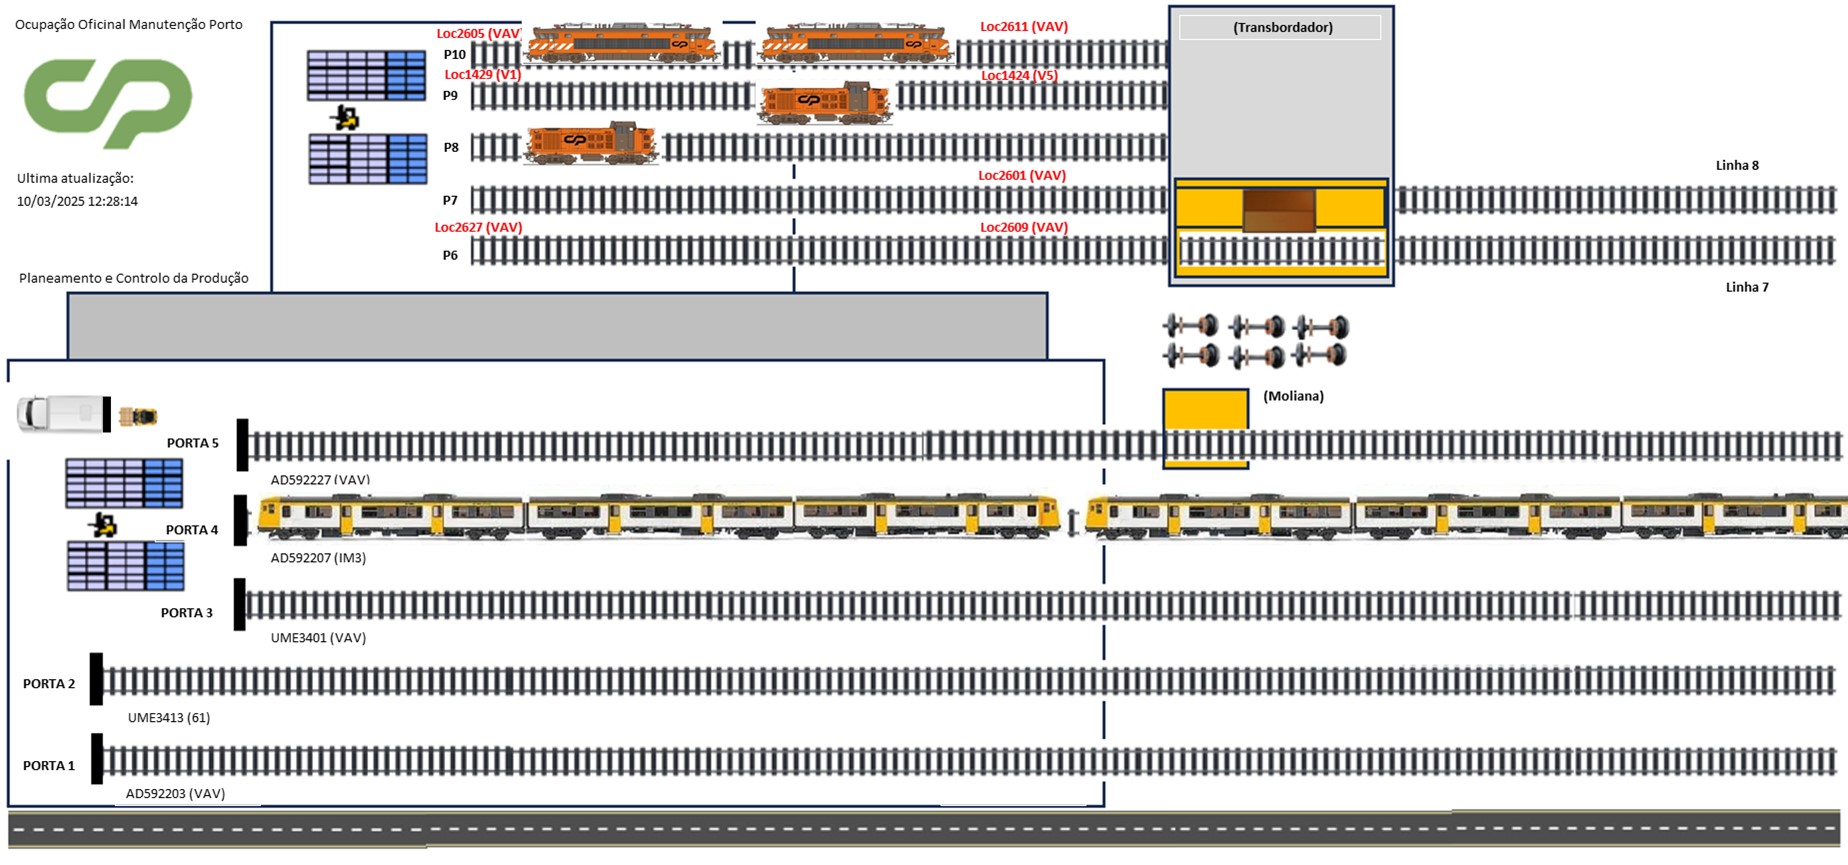 Ocupação Oficinal Manutenção Porto
Loc2605 (VAV)
Loc2611 (VAV)
(Transbordador)
P10
Loc1429 (V1)
Loc1424 (V5)
P9
P8
Linha 8
Ultima atualização:
Loc2601 (VAV)
10/03/2025 12:28:14
P7
Loc2627 (VAV)
Loc2609 (VAV)
P6
Planeamento e Controlo da Produção
Linha 7
(Moliana)
PORTA 5
AD592227 (VAV)
PORTA 4
AD592207 (IM3)
PORTA 3
UME3401 (VAV)
PORTA 2
UME3413 (61)
PORTA 1
AD592203 (VAV)